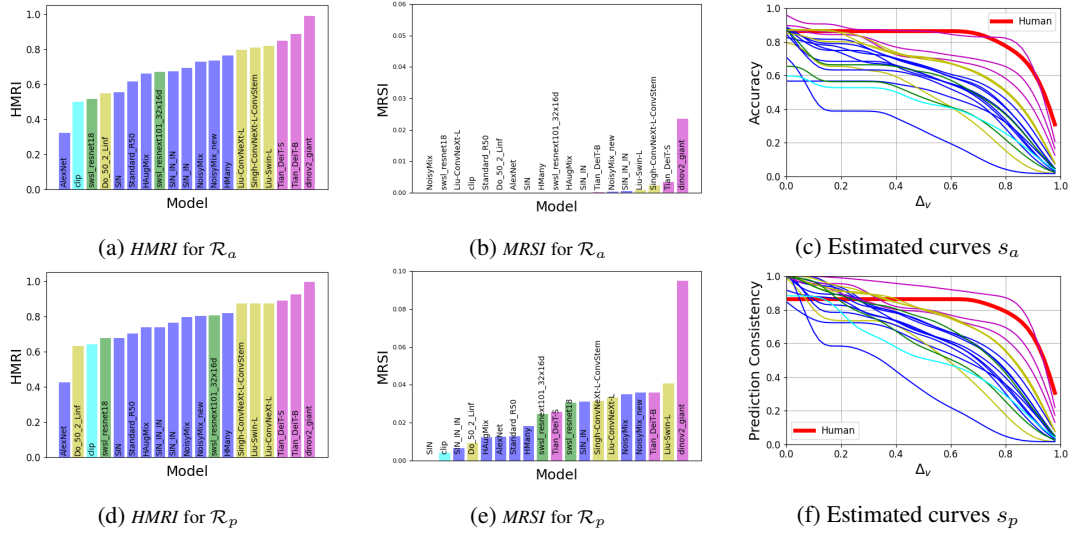 HMRI
1.0
0.8
0.6
0.4
0.2
0.0
AlexNet
clip
swsl_resnet18
Do_50_2_Linf
SIN
Standard_R50
HAugMix
swsl_resnext101_32x16d
SIN_IN
SIN_IN_IN
NoisyMix
NoisyMix_new
HMany
Liu-ConvNeXt-L
Singh-ConvNeXt-L-ConvStem
Liu-Swin-L
Tian_DeiT-S
Tian_DeiT-B
dinov2_giant
Model
(a) HMRI for ℛₐ
MRSI
0.06
0.05
0.04
0.03
0.02
0.01
0.00
NoisyMix
swsl_resnet18
Liu-ConvNeXt-L
clip
Standard_R50
Do_50_2_Linf
AlexNet
SIN
HMany
swsl_resnext101_32x16d
HAugMix
SIN_IN
Tian_DeiT-B
NoisyMix_new
SIN_IN_IN
Liu-Swin-L
Singh-ConvNeXt-L-ConvStem
Tian_DeiT-S
dinov2_giant
Model
(b) MRSI for ℛₐ
Accuracy
1.0
0.8
0.6
0.4
0.2
0.0
Human
0.0 0.2 0.4 0.6 0.8 1.0
Δᵥ
(c) Estimated curves sₐ
HMRI
1.0
0.8
0.6
0.4
0.2
0.0
AlexNet
Do_50_2_Linf
clip
swsl_resnet18
SIN
Standard_R50
HAugMix
SIN_IN_IN
SIN_IN
NoisyMix
NoisyMix_new
swsl_resnext101_32x16d
HMany
Singh-ConvNeXt-L-ConvStem
Liu-Swin-L
Liu-ConvNeXt-L
Tian_DeiT-S
Tian_DeiT-B
dinov2_giant
Model
(d) HMRI for ℛₚ
MRSI
0.10
0.08
0.06
0.04
0.02
0.00
SIN
clip
SIN_IN_IN
Do_50_2_Linf
HAugMix
AlexNet
Standard_R50
HMany
swsl_resnext101_32x16d
Tian_DeiT-S
swsl_resnet18
SIN_IN
Singh-ConvNeXt-L-ConvStem
Liu-ConvNeXt-L
NoisyMix
NoisyMix_new
Tian_DeiT-B
Liu-Swin-L
dinov2_giant
Model
(e) MRSI for ℛₚ
Prediction Consistency
1.0
0.8
0.6
0.4
0.2
0.0
Human
0.0 0.2 0.4 0.6 0.8 1.0
Δᵥ
(f) Estimated curves sₚ